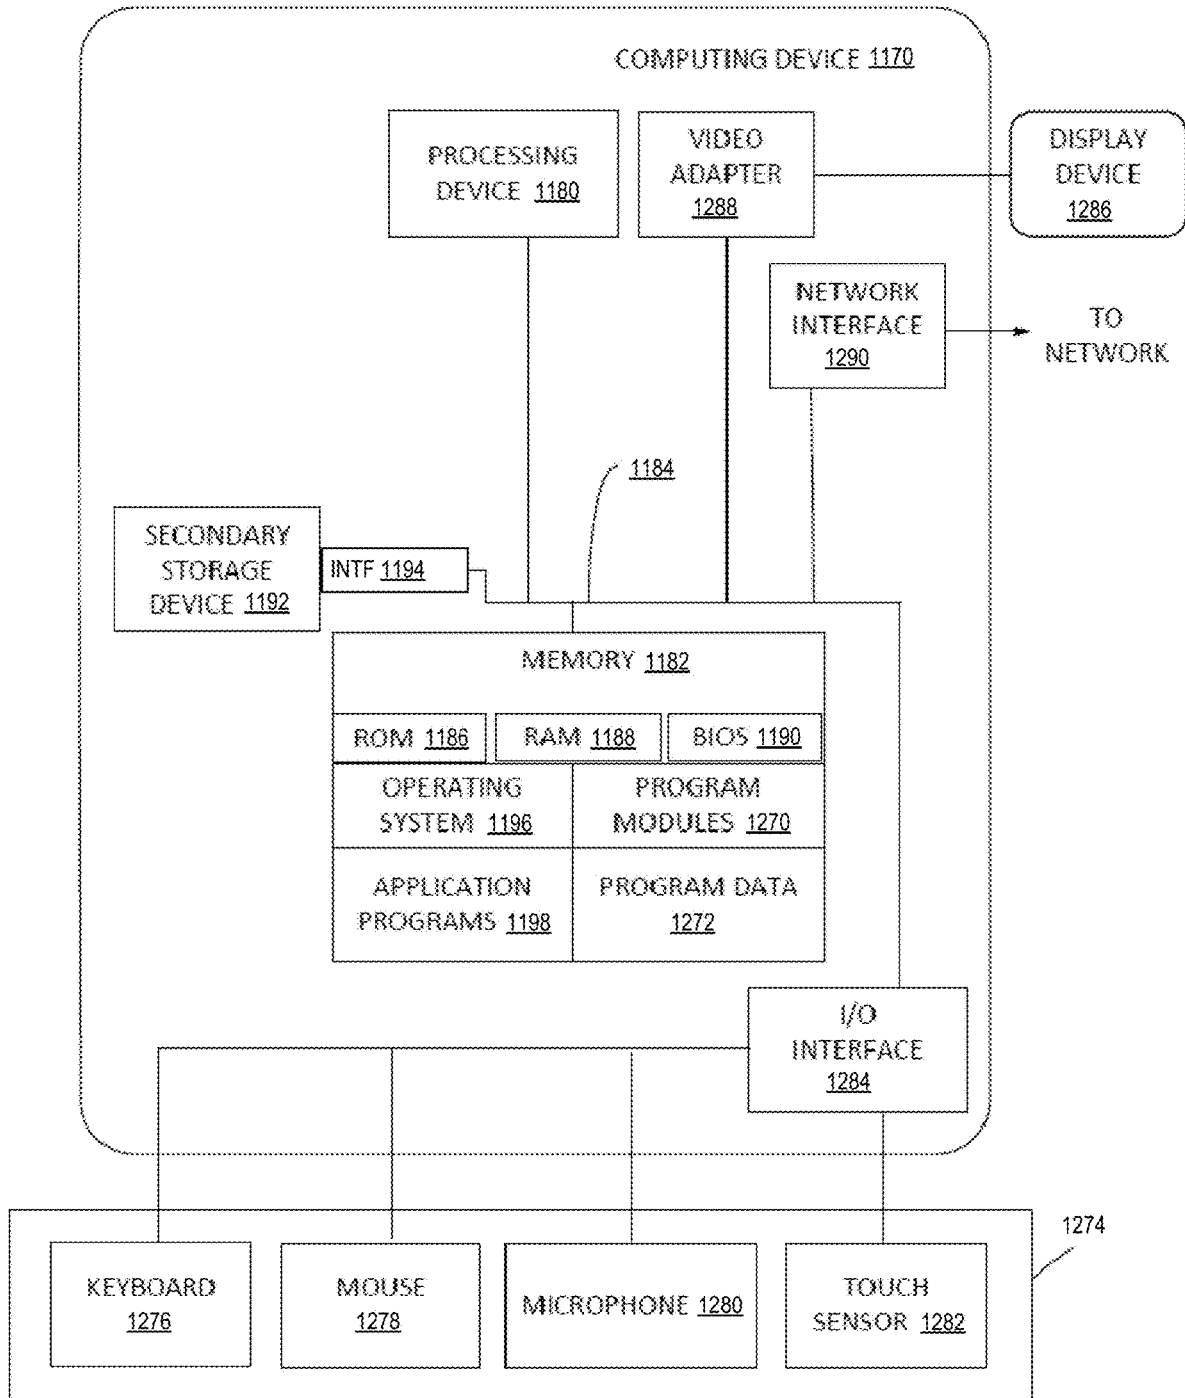 COMPUTING DEVICE 1170
PROCESSING
DEVICE 1180
VIDEO
ADAPTER
1288
DISPLAY
DEVICE
1286
NETWORK
INTERFACE
1290
TO
NETWORK
1184
SECONDARY
STORAGE
DEVICE 1192
INTF 1194
MEMORY 1182
ROM 1186
RAM 1188
BIOS 1190
OPERATING
SYSTEM 1196
PROGRAM
MODULES 1270
APPLICATION
PROGRAMS 1198
PROGRAM DATA
1272
I/O
INTERFACE
1284
1274
KEYBOARD
1276
MOUSE
1278
MICROPHONE 1280
TOUCH
SENSOR 1282